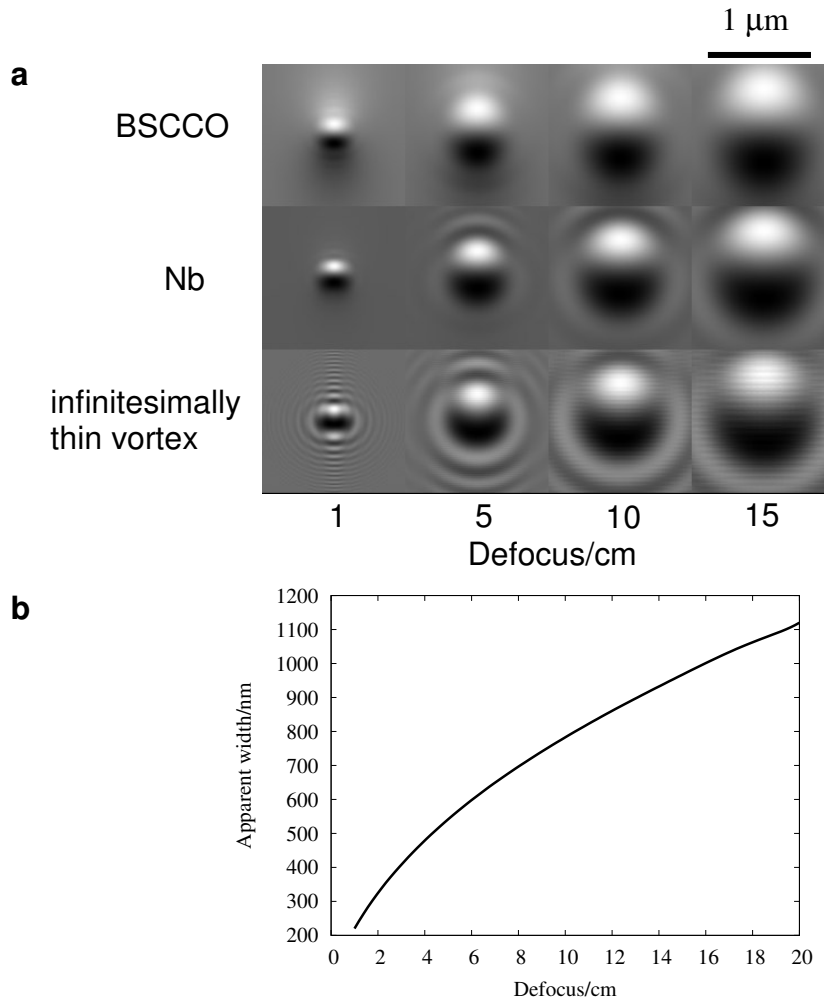 1 μm
a
BSCCO
Nb
infinitesimally
thin vortex
1 5 10 15
Defocus/cm
b
1200
1100
1000
900
800
700
600
500
400
300
200
Apparent width/nm
0 2 4 6 8 10 12 14 16 18 20
Defocus/cm